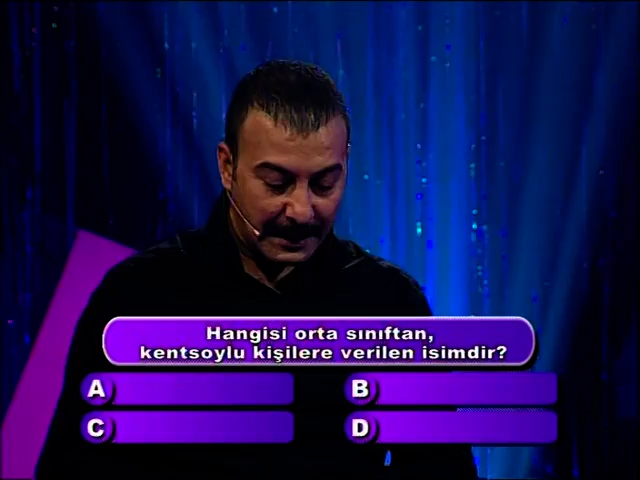 Hangisi orta sınıftan,
kentsoylu kişilere verilen isimdir?
A
B
C
D